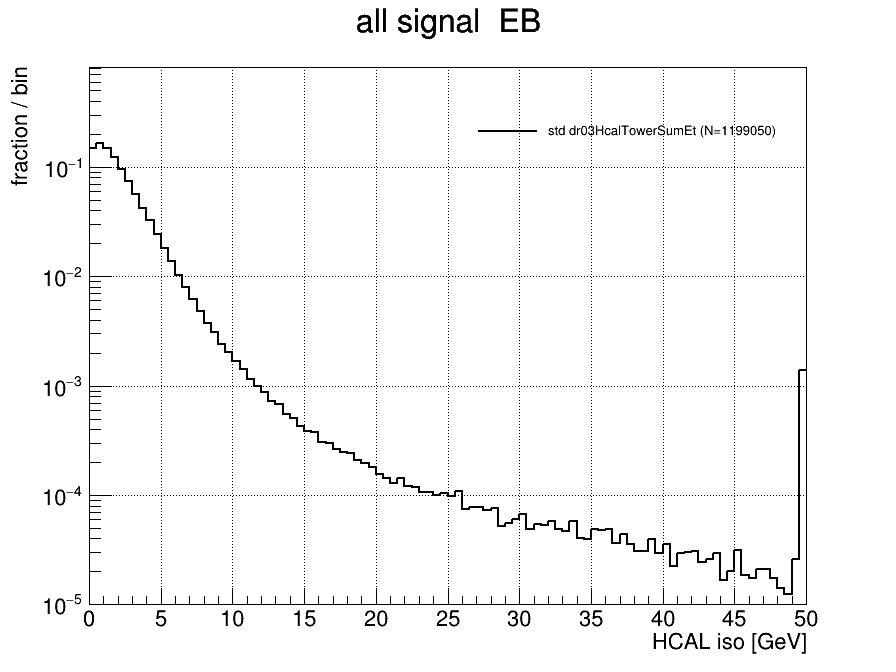 all signal  EB
fraction / bin
std dr03HcalTowerSumEt (N=1199050)
10⁻¹
10⁻²
10⁻³
10⁻⁴
10⁻⁵
0 5 10 15 20 25 30 35 40 45 50
HCAL iso [GeV]